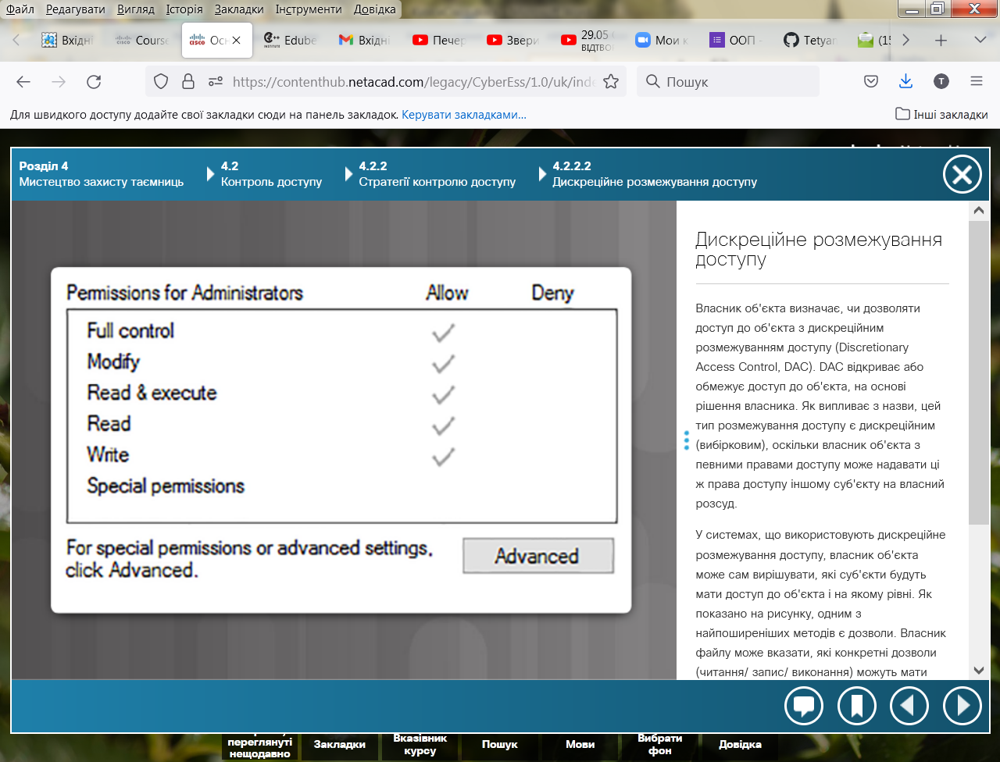 Файл Редагувати Вигляд Історія Закладки Інструменти Довідка
Вхідні Course Осн Edube Вхідні Печер Звери 29.05 Мои к ООП - Tetyan (15
https://contenthub.netacad.com/legacy/CyberEss/1.0/uk/inde Пошук
Для швидкого доступу додайте свої закладки сюди на панель закладок. Керувати закладками... Інші закладки
Розділ 4
Мистецтво захисту таємниць
4.2
Контроль доступу
4.2.2
Стратегії контролю доступу
4.2.2.2
Дискреційне розмежування доступу
Permissions for Administrators Allow Deny
Full control
Modify
Read & execute
Read
Write
Special permissions
For special permissions or advanced settings,
click Advanced.
Advanced
Дискреційне розмежування
доступу
Власник об'єкта визначає, чи дозволяти
доступ до об'єкта з дискреційним
розмежуванням доступу (Discretionary
Access Control, DAC). DAC відкриває або
обмежує доступ до об'єкта, на основі
рішення власника. Як випливає з назви, цей
тип розмежування доступу є дискреційним
(вибірковим), оскільки власник об'єкта з
певними правами доступу може надавати ці
ж права доступу іншому суб'єкту на власний
розсуд.
У системах, що використовують дискреційне
розмежування доступу, власник об'єкта
може сам вирішувати, які суб'єкти будуть
мати доступ до об'єкта і на якому рівні. Як
показано на рисунку, одним з
найпоширеніших методів є дозволи. Власник
файлу може вказати, які конкретні дозволи
(читання/ запис/ виконання) можуть мати
переглянуті
нещодавно
Закладки
Вказівник
курсу
Пошук
Мови
Вибрати
фон
Довідка